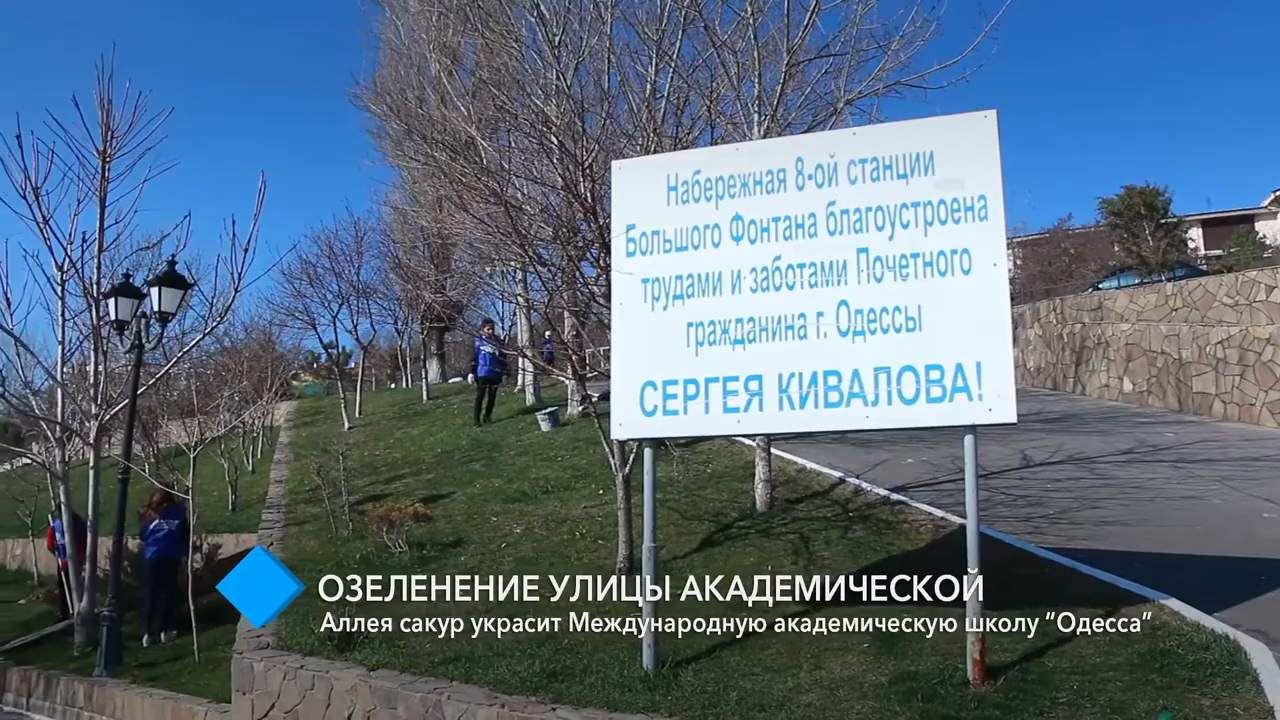 Набережная 8-ой станции
Большого Фонтана благоустроена
трудами и заботами Почетного
гражданина г. Одессы
СЕРГЕЯ КИВАЛОВА!
ОЗЕЛЕНЕНИЕ УЛИЦЫ АКАДЕМИЧЕСКОЙ
Аллея сакур украсит Международную академическую школу "Одесса"